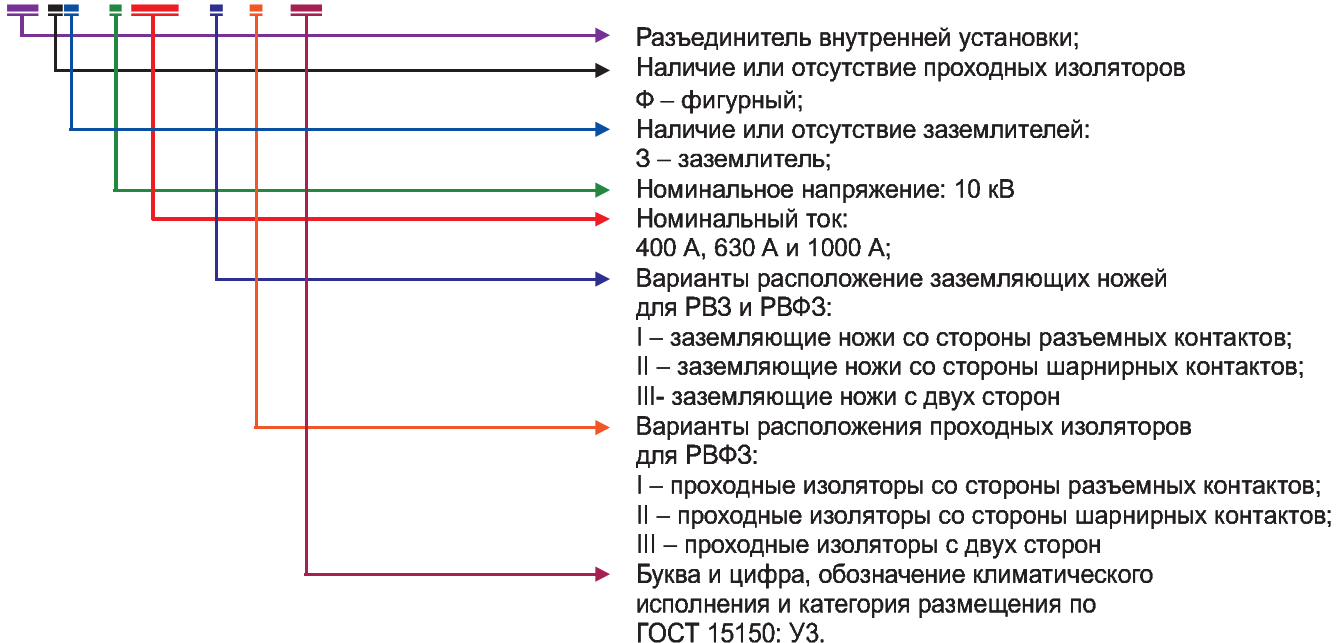 Разъединитель внутренней установки;
Наличие или отсутствие проходных изоляторов
Ф – фигурный;
Наличие или отсутствие заземлителей:
З – заземлитель;
Номинальное напряжение: 10 кВ
Номинальный ток:
400 А, 630 А и 1000 А;
Варианты расположение заземляющих ножей
для РВЗ и РВФЗ:
I – заземляющие ножи со стороны разъемных контактов;
II – заземляющие ножи со стороны шарнирных контактов;
III- заземляющие ножи с двух сторон
Варианты расположения проходных изоляторов
для РВФЗ:
I – проходные изоляторы со стороны разъемных контактов;
II – проходные изоляторы со стороны шарнирных контактов;
III – проходные изоляторы с двух сторон
Буква и цифра, обозначение климатического
исполнения и категория размещения по
ГОСТ 15150: У3.